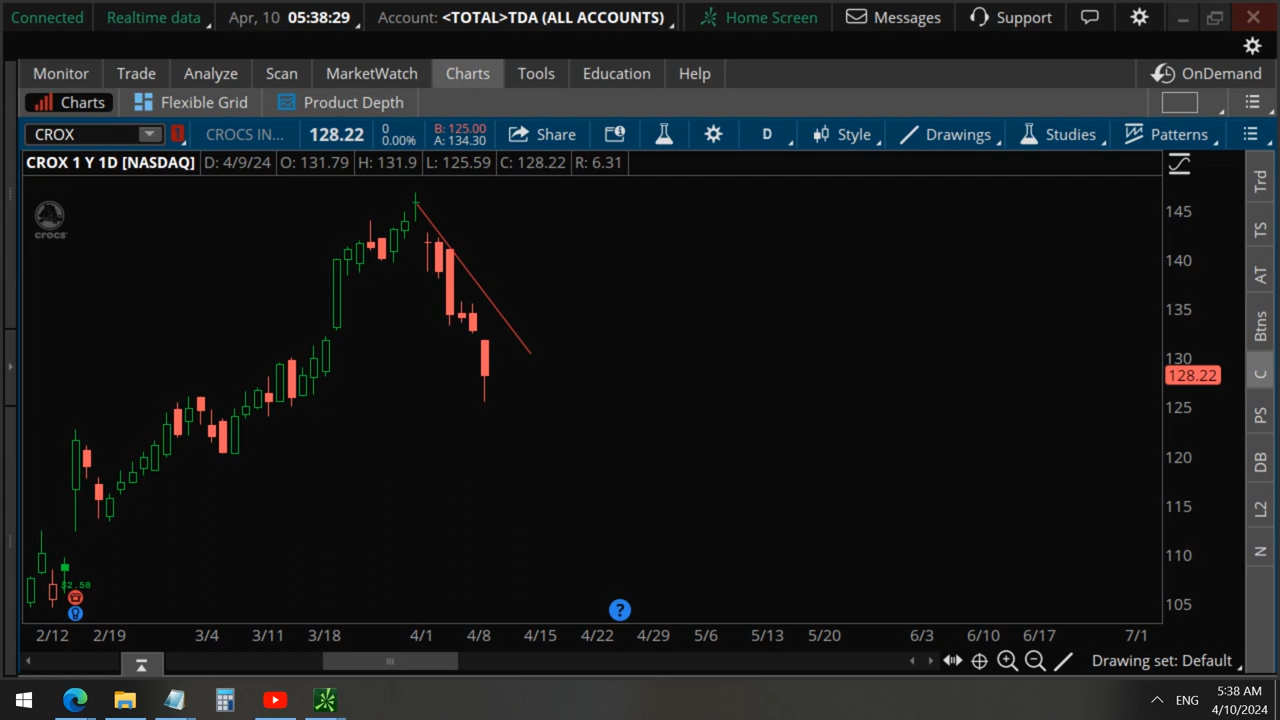 Connected Realtime data Apr, 10 05:38:29 Account: <TOTAL>TDA (ALL ACCOUNTS) Home Screen Messages Support
Monitor Trade Analyze Scan MarketWatch Charts Tools Education Help OnDemand
Charts Flexible Grid Product Depth
CROX 1 CROCS IN... 128.22 0 0.00% B: 125.00 A: 134.30 Share D Style Drawings Studies Patterns
CROX 1 Y 1D [NASDAQ] D: 4/9/24 O: 131.79 H: 131.9 L: 125.59 C: 128.22 R: 6.31
crocs
145
140
135
130
128.22
125
120
115
110
105
$2.58
?
2/12 2/19 3/4 3/11 3/18 4/1 4/8 4/15 4/22 4/29 5/6 5/13 5/20 6/3 6/10 6/17 7/1
Drawing set: Default
Trd
TS
AT
Btns
C
PS
DB
L2
N
ENG
5:38 AM
4/10/2024